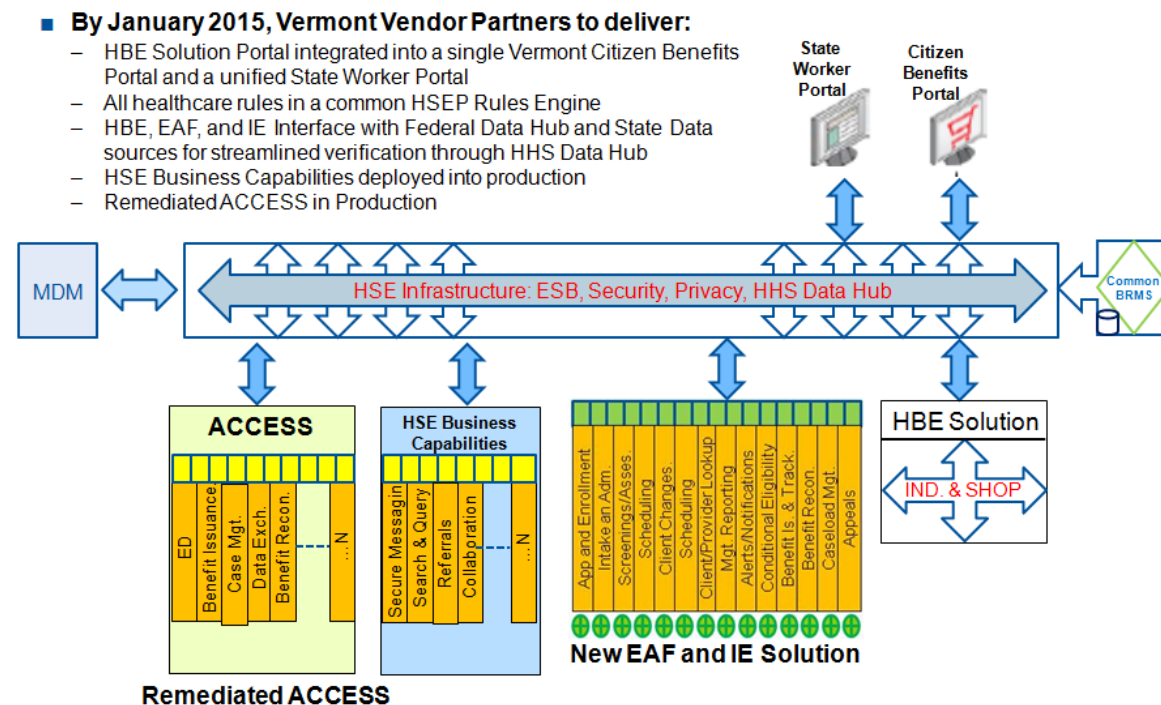 ■ By January 2015, Vermont Vendor Partners to deliver:
– HBE Solution Portal integrated into a single Vermont Citizen Benefits
Portal and a unified State Worker Portal
– All healthcare rules in a common HSEP Rules Engine
– HBE, EAF, and IE Interface with Federal Data Hub and State Data
sources for streamlined verification through HHS Data Hub
– HSE Business Capabilities deployed into production
– Remediated ACCESS in Production
State
Worker
Portal
Citizen
Benefits
Portal
MDM
HSE Infrastructure: ESB, Security, Privacy, HHS Data Hub
Common
BRMS
ACCESS
ED
Benefit Issuance.
Case Mgt.
Data Exch.
Benefit Recon.
...N
Remediated ACCESS
HSE Business
Capabilities
Secure Messagin
Search & Query
Referrals
Collaboration
...N
App and Enrollment
Intake an Adm.
Screenings/Asses.
Scheduling
Client Changes.
Scheduling
Client/Provider Lookup
Mgt. Reporting
Alerts/Notifications
Conditional Eligibility
Benefit Is. & Track.
Benefit Recon.
Caseload Mgt.
Appeals
New EAF and IE Solution
HBE Solution
IND. & SHOP